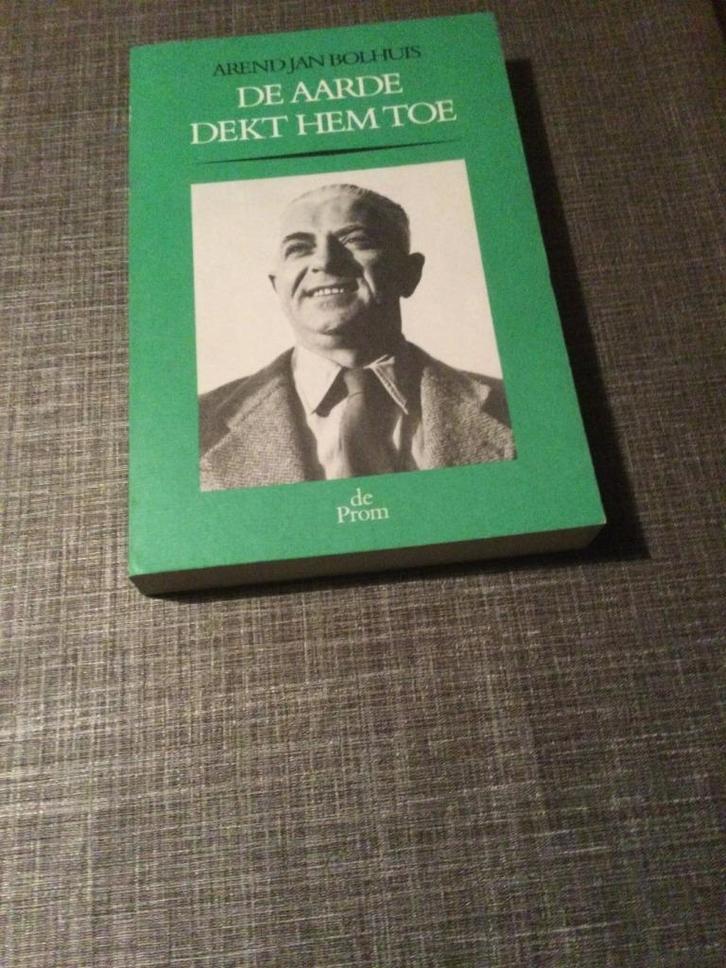 AREND JAN BOLHUIS
DE AARDE
DEKT HEM TOE
de
Prom